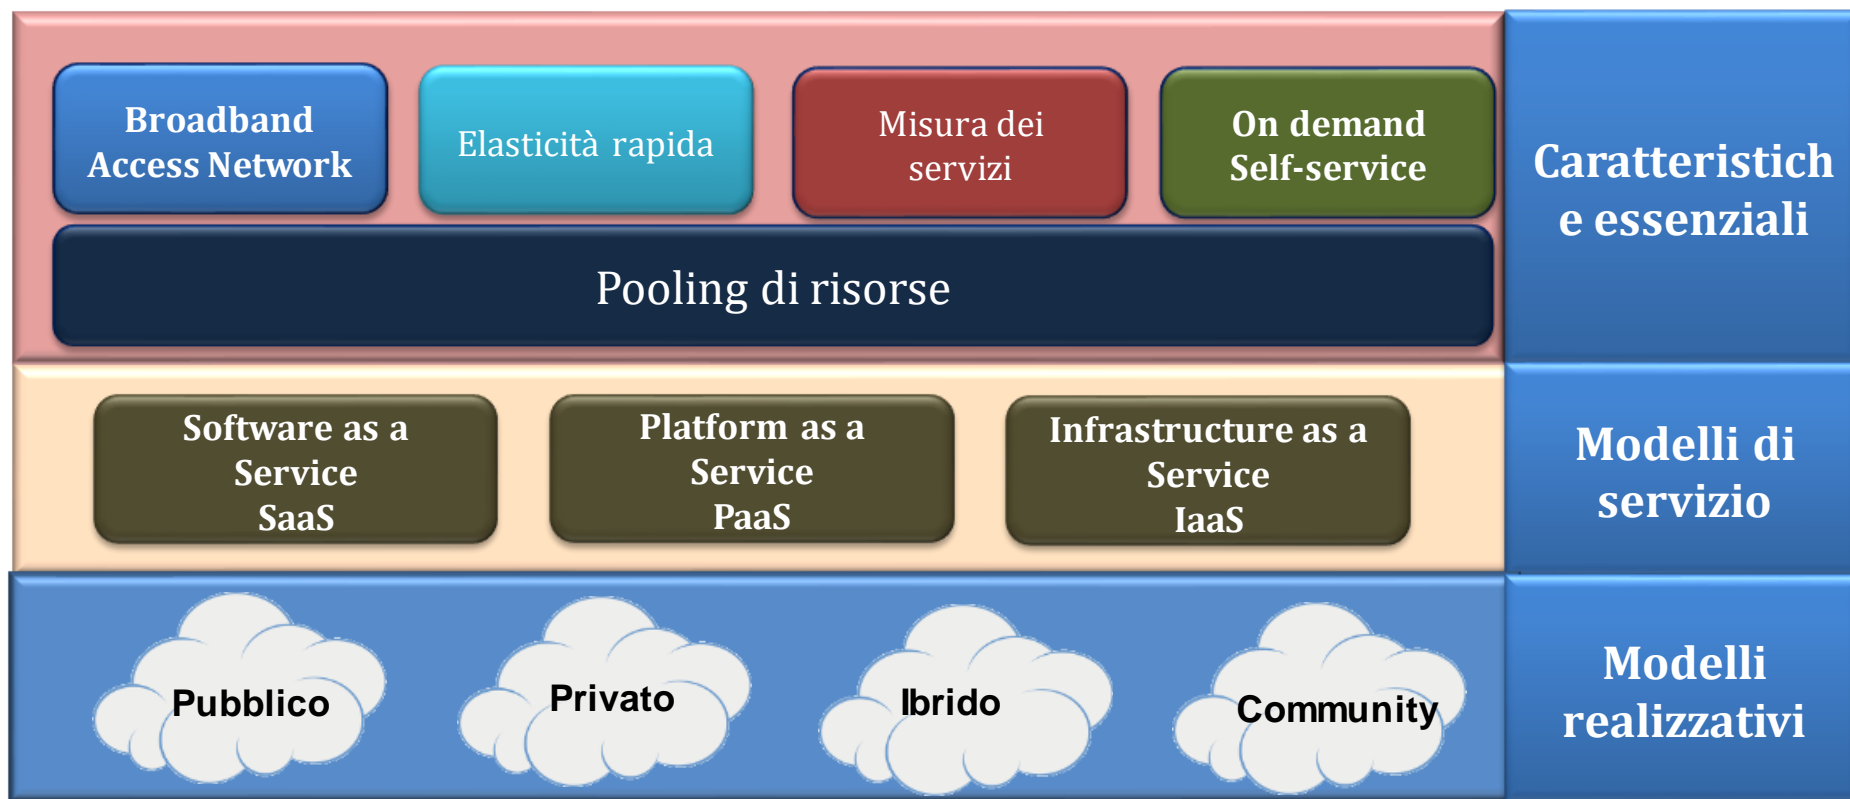 Broadband
Access Network
Elasticità rapida
Misura dei
servizi
On demand
Self-service
Caratteristich
e essenziali
Pooling di risorse
Software as a
Service
SaaS
Platform as a
Service
PaaS
Infrastructure as a
Service
IaaS
Modelli di
servizio
Pubblico
Privato
Ibrido
Community
Modelli
realizzativi